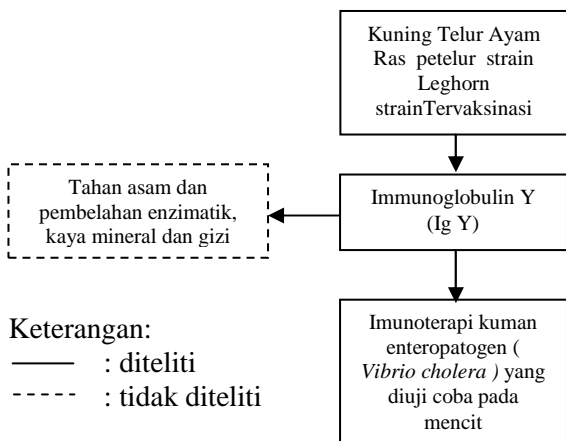 Kuning Telur Ayam
Ras petelur strain
Leghorn
strainTervaksinasi
Tahan asam dan
pembelahan enzimatik,
kaya mineral dan gizi
Immunoglobulin Y
(Ig Y)
Imunoterapi kuman
enteropatogen (
Vibrio cholera ) yang
diuji coba pada
mencit
Keterangan:
: diteliti
: tidak diteliti